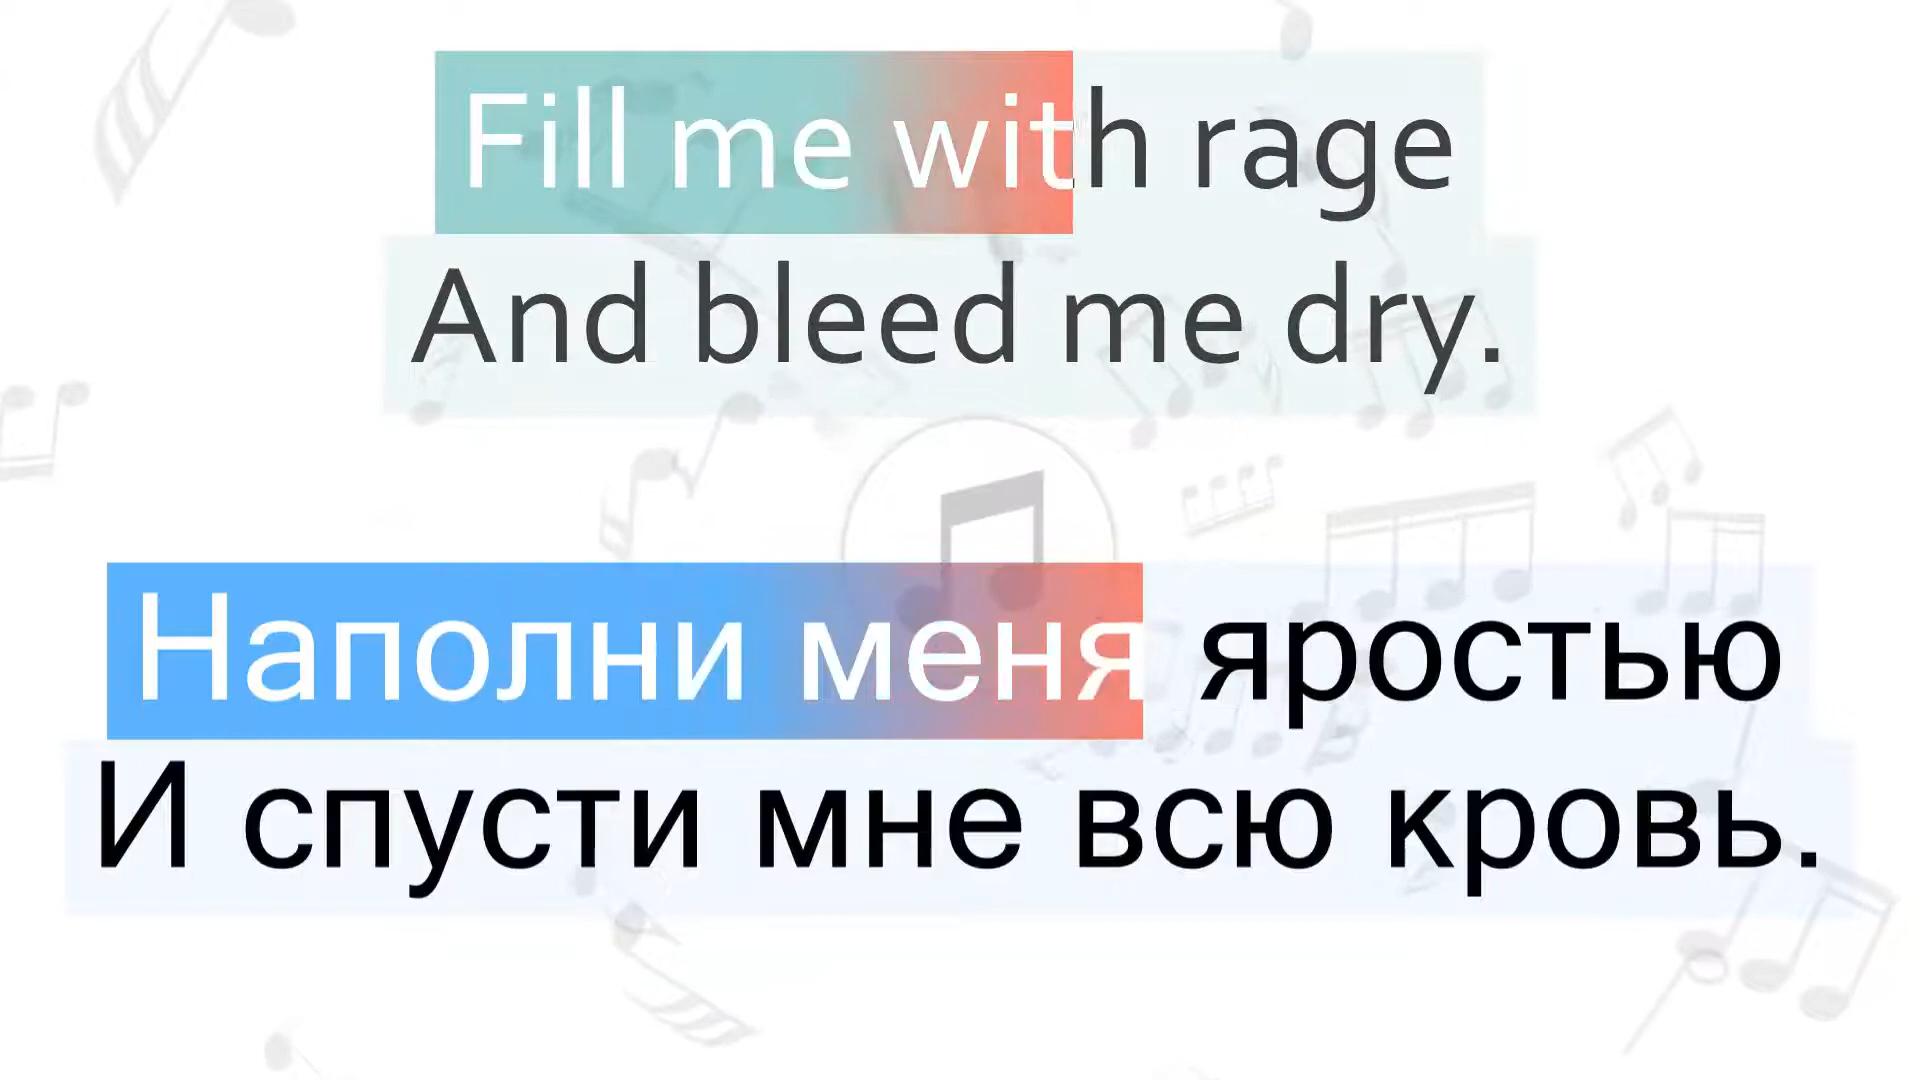 Fill me with rage
And bleed me dry.
Наполни меня яростью
И спусти мне всю кровь.